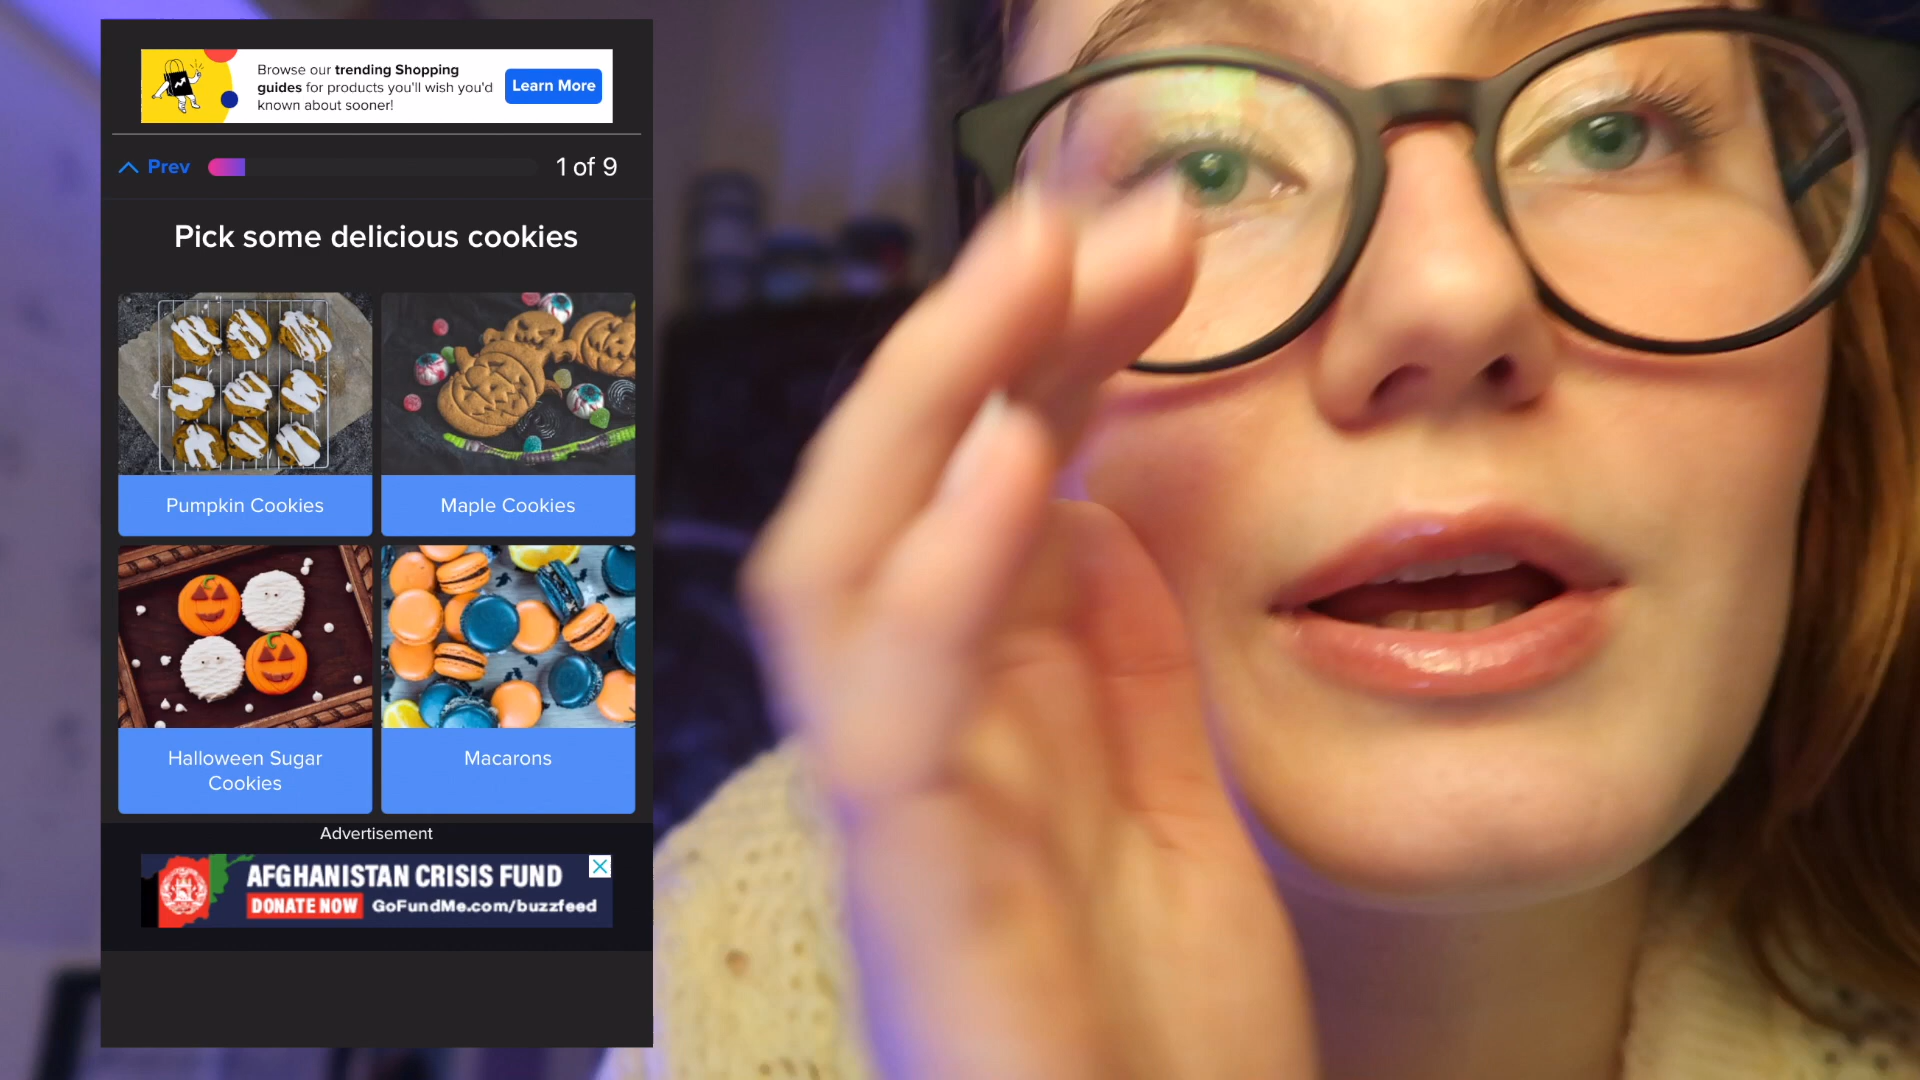 Browse our trending Shopping
guides for products you'll wish you'd
known about sooner!
Learn More
Prev
1 of 9
Pick some delicious cookies
Pumpkin Cookies
Maple Cookies
Halloween Sugar
Cookies
Macarons
Advertisement
AFGHANISTAN CRISIS FUND
DONATE NOW GoFundMe.com/buzzfeed